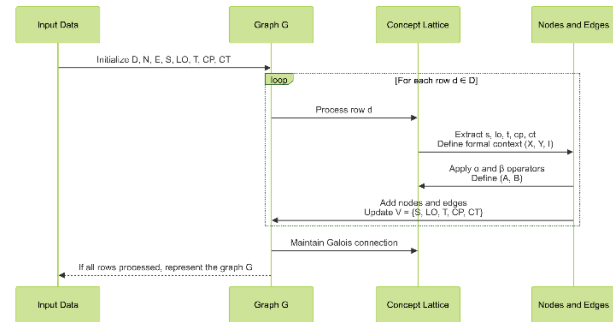 Input Data
Graph G
Concept Lattice
Nodes and Edges
Initialize D, N, E, S, LO, T, CP, CT
loop
[For each row d ∈ D]
Process row d
Extract s, lo, t, cp, ct
Define formal context (X, Y, I)
Apply α and β operators
Define (A, B)
Add nodes and edges
Update V = {S, LO, T, CP, CT}
Maintain Galois connection
If all rows processed, represent the graph G
Input Data
Graph G
Concept Lattice
Nodes and Edges